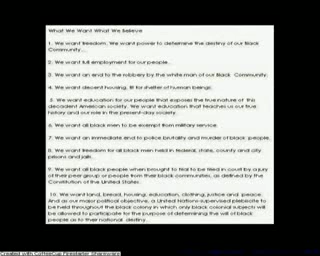 What We Want What We Believe
1. We want freedom. We want power to determine the destiny of our Black
Community...
2. We want full employment for our people.
3. We want an end to the robbery by the white man of our Black Community.
4. We want decent housing, fit for shelter of human beings.
5. We want education for our people that exposes the true nature of this
decadent American society. We want education that teaches us our true
history and our role in the present-day society.
6. We want all black men to be exempt from military service.
7. We want an immediate end to police brutality and murder of black people.
8. We want freedom for all black men held in federal, state, county and city
prisons and jails.
9. We want all black people when brought to trial to be tried in court by a jury
of their peer group or people from their black communities, as defined by the
Constitution of the United States.
10. We want land, bread, housing, education, clothing, justice and peace.
And as our major political objective, a United Nations-supervised plebiscite to
be held throughout the black colony in which only black colonial subjects will
be allowed to participate for the purpose of determining the will of black
people as to their national destiny.
Created with
Shareware